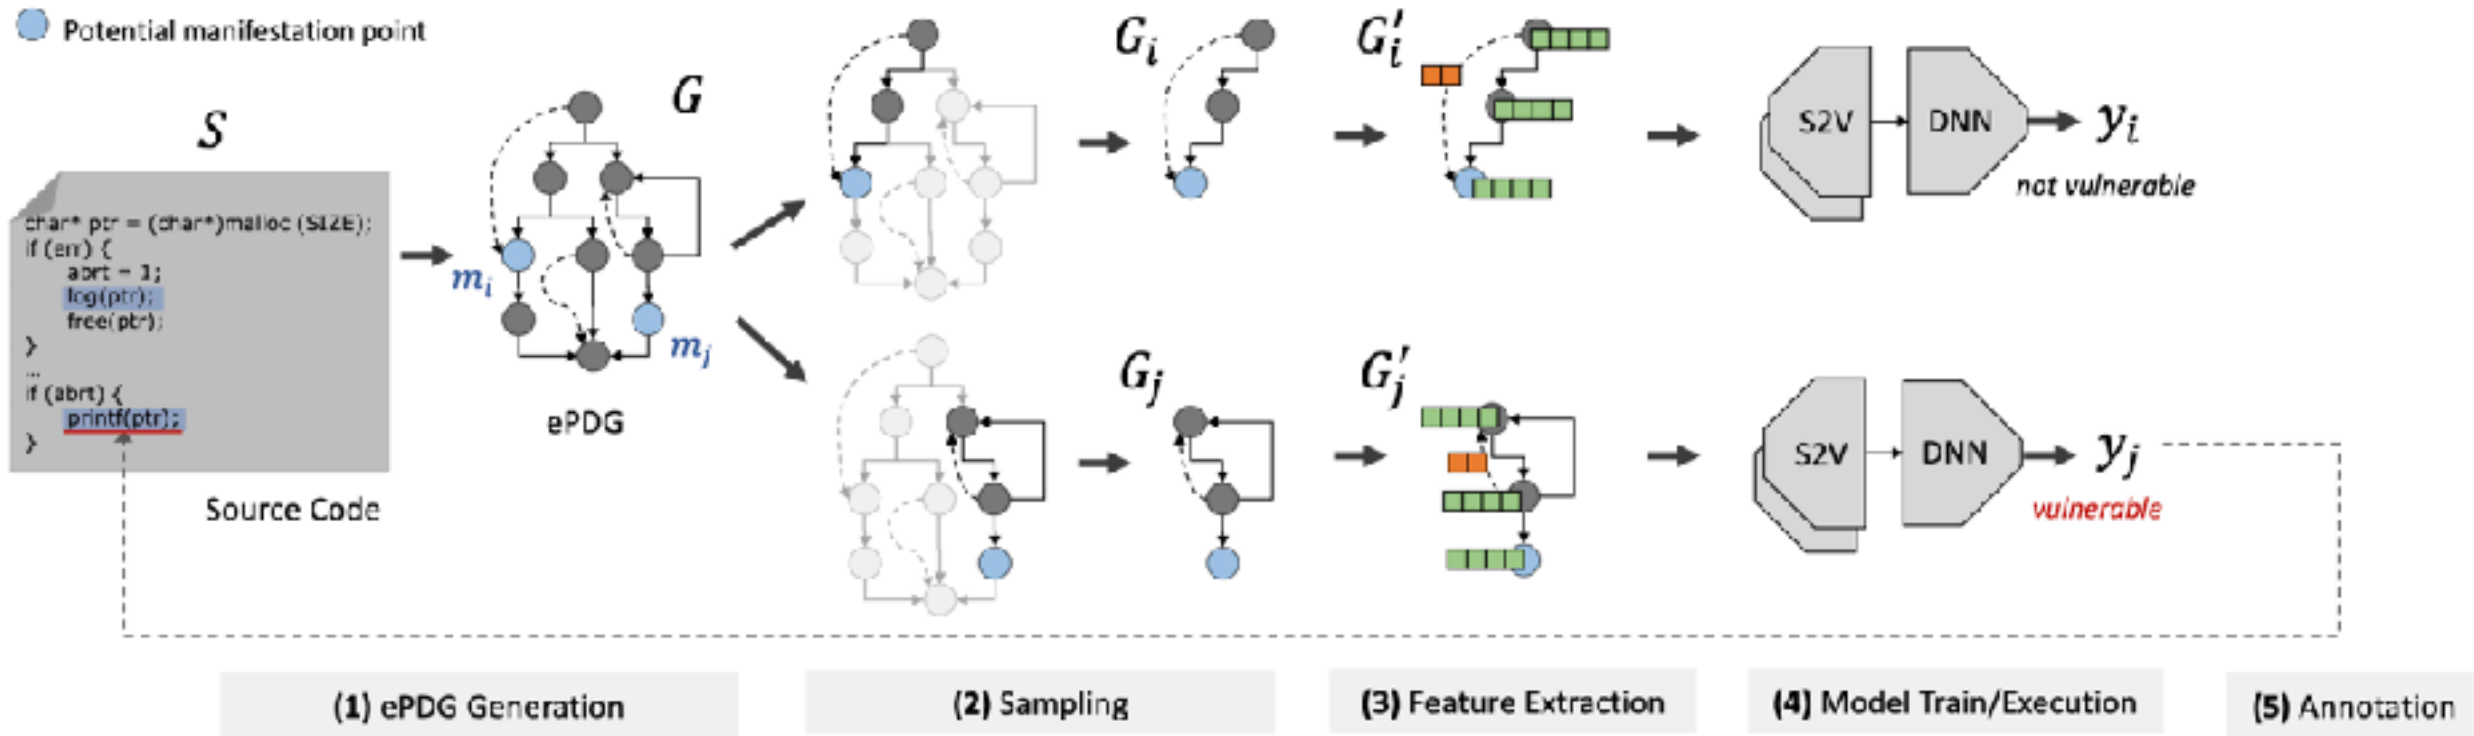 Potential manifestation point
S
char* ptr = (char*)malloc (SIZE);
if (err) {
abrt = 1;
log(ptr);
free(ptr);
}
...
if (abrt) {
printf(ptr);
}
Source Code
G
m_i
m_j
ePDG
G_i
G'_i
S2V
DNN
y_i
not vulnerable
G_j
G'_j
S2V
DNN
y_j
vulnerable
(1) ePDG Generation
(2) Sampling
(3) Feature Extraction
(4) Model Train/Execution
(5) Annotation